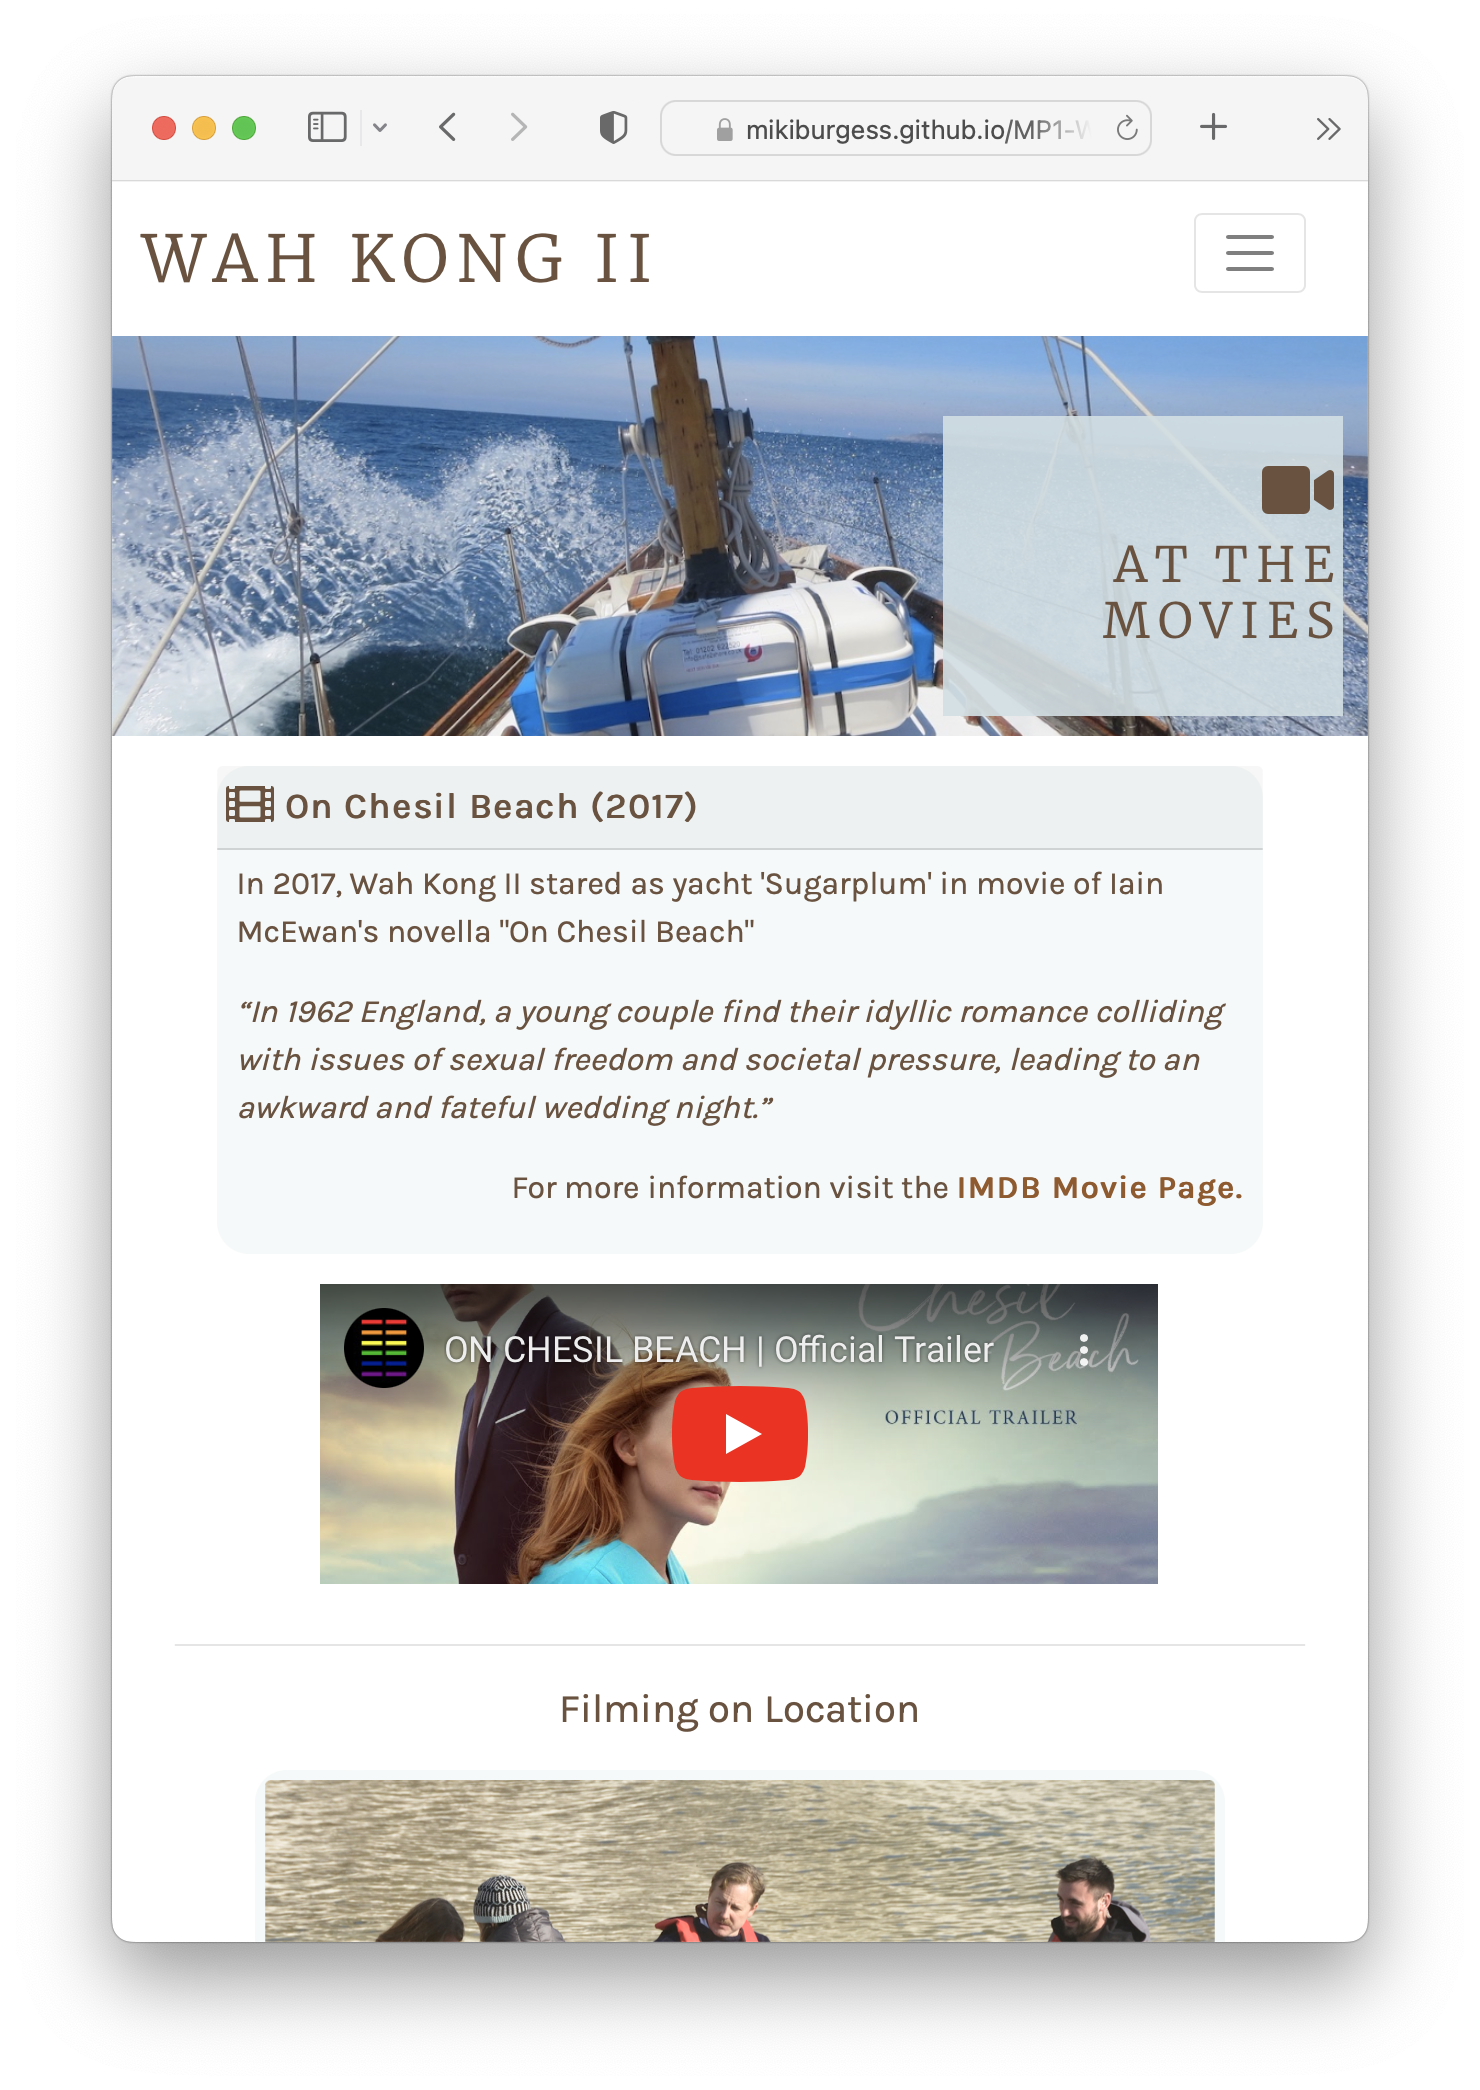 mikiburgess.github.io/MP1-W
WAH KONG II
AT THE
MOVIES
On Chesil Beach (2017)
In 2017, Wah Kong II stared as yacht 'Sugarplum' in movie of Iain
McEwan's novella "On Chesil Beach"
“In 1962 England, a young couple find their idyllic romance colliding
with issues of sexual freedom and societal pressure, leading to an
awkward and fateful wedding night.”
For more information visit the IMDB Movie Page.
Chesil
Beach
ON CHESIL BEACH | Official Trailer
OFFICIAL TRAILER
Filming on Location